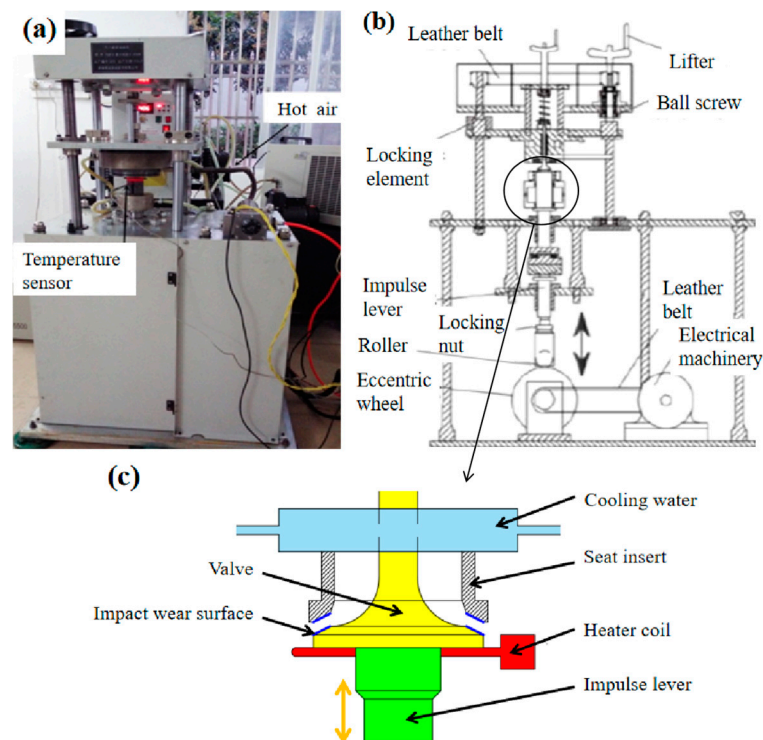 (a)
Hot air
Temperature
sensor
(b)
Leather belt
Lifter
Ball screw
Locking
element
Impulse
lever
Leather
belt
Locking
nut
Electrical
machinery
Roller
Eccentric
wheel
(c)
Cooling water
Valve
Seat insert
Impact wear surface
Heater coil
Impulse lever